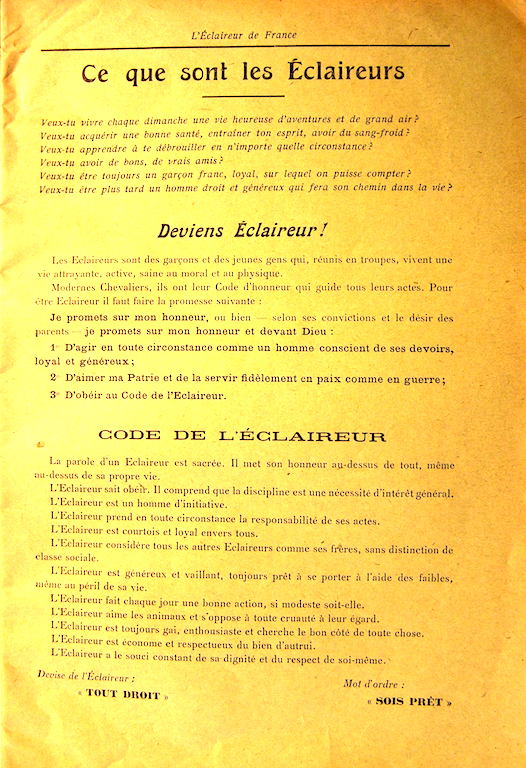 L'Éclaireur de France
Ce que sont les Éclaireurs
Veux-tu vivre chaque dimanche une vie heureuse d'aventures et de grand air?
Veux-tu acquérir une bonne santé, entraîner ton esprit, avoir du sang-froid?
Veux-tu apprendre à te débrouiller en n'importe quelle circonstance?
Veux-tu avoir de bons, de vrais amis?
Veux-tu être toujours un garçon franc, loyal, sur lequel on puisse compter?
Veux-tu être plus tard un homme droit et généreux qui fera son chemin dans la vie?
Deviens Éclaireur!
Les Eclaireurs sont des garçons et des jeunes gens qui, réunis en troupes, vivent une
vie attrayante, active, saine au moral et au physique.
Modernes Chevaliers, ils ont leur Code d'honneur qui guide tous leurs actes. Pour
être Eclaireur il faut faire la promesse suivante :
Je promets sur mon honneur, ou bien — selon ses convictions et le désir des
parents — je promets sur mon honneur et devant Dieu :
1° D'agir en toute circonstance comme un homme conscient de ses devoirs,
loyal et généreux;
2° D'aimer ma Patrie et de la servir fidèlement en paix comme en guerre;
3° D'obéir au Code de l'Eclaireur.
CODE DE L'ÉCLAIREUR
La parole d'un Eclaireur est sacrée. Il met son honneur au-dessus de tout, même
au-dessus de sa propre vie.
L'Eclaireur sait obéir. Il comprend que la discipline est une nécessité d'intérêt général.
L'Eclaireur est un homme d'initiative.
L'Eclaireur prend en toute circonstance la responsabilité de ses actes.
L'Eclaireur est courtois et loyal envers tous.
L'Eclaireur considère tous les autres Eclaireurs comme ses frères, sans distinction de
classe sociale.
L'Eclaireur est généreux et vaillant, toujours prêt à se porter à l'aide des faibles,
même au péril de sa vie.
L'Eclaireur fait chaque jour une bonne action, si modeste soit-elle.
L'Eclaireur aime les animaux et s'oppose à toute cruauté à leur égard.
L'Eclaireur est toujours gai, enthousiaste et cherche le bon côté de toute chose.
L'Eclaireur est économe et respectueux du bien d'autrui.
L'Eclaireur a le souci constant de sa dignité et du respect de soi-même.
Devise de l'Éclaireur :
« TOUT DROIT »
Mot d'ordre :
« SOIS PRÊT »